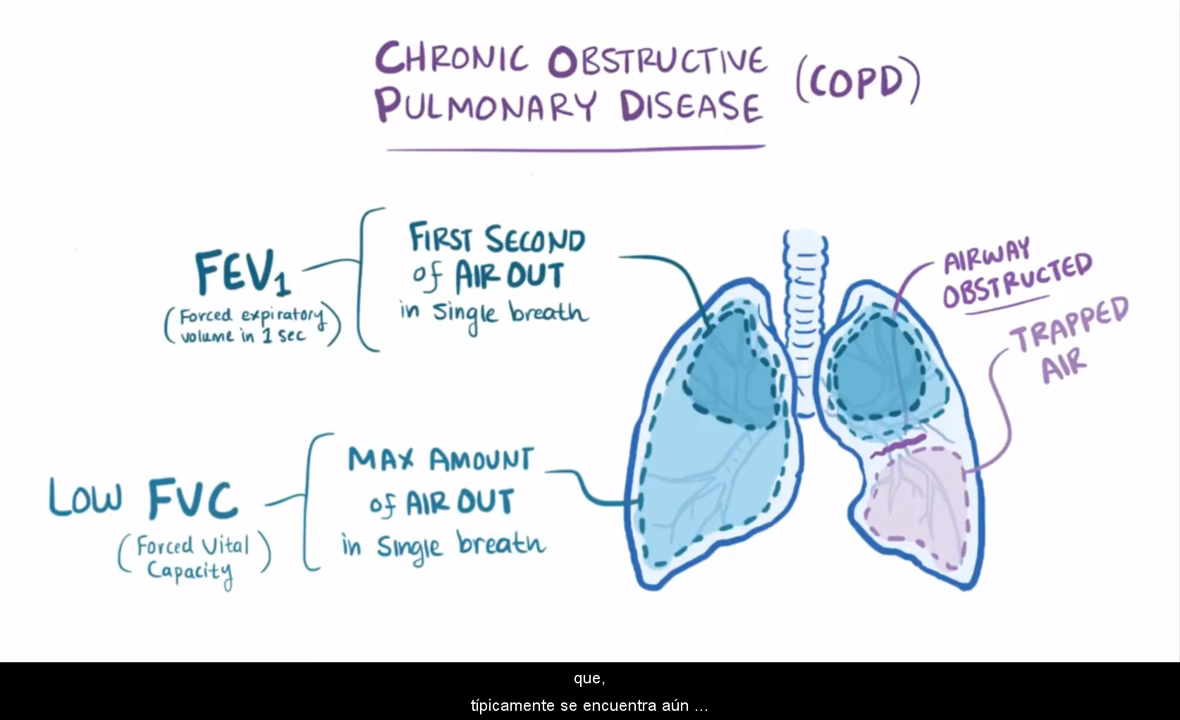 CHRONIC OBSTRUCTIVE
PULMONARY DISEASE (COPD)
FEV1
(Forced expiratory
volume in 1 sec)
FIRST SECOND
of AIR OUT
in single breath
AIRWAY
OBSTRUCTED
TRAPPED
AIR
LOW FVC
(Forced Vital
Capacity)
MAX AMOUNT
of AIR OUT
in single breath
que,
típicamente se encuentra aún ...